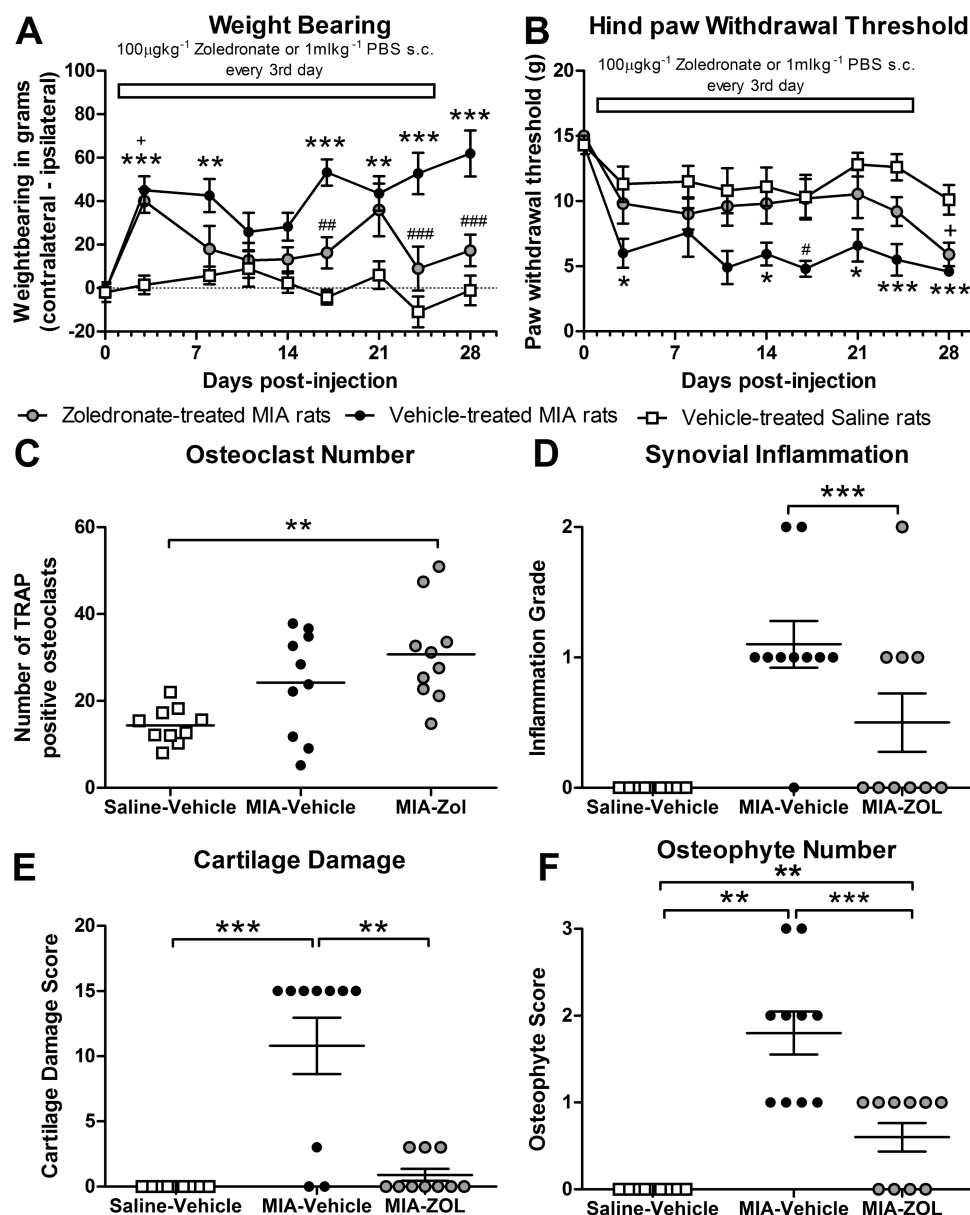 A
Weight Bearing
100μgkg-1 Zoledronate or 1mlkg-1 PBS s.c.
every 3rd day
Weightbearing in grams
(contralateral - ipsilateral)
100
80
60
40
20
0
-20
+
***
**
***
**
***
***
##
###
###
0
7
14
21
28
Days post-injection
B
Hind paw Withdrawal Threshold
100μgkg-1 Zoledronate or 1mlkg-1 PBS s.c.
every 3rd day
Paw withdrawal threshold (g)
20
15
10
5
0
*
*
#
*
***
+
***
0
7
14
21
28
Days post-injection
Zoledronate-treated MIA rats
Vehicle-treated MIA rats
Vehicle-treated Saline rats
C
Osteoclast Number
Number of TRAP
positive osteoclasts
60
40
20
0
**
Saline-Vehicle
MIA-Vehicle
MIA-Zol
D
Synovial Inflammation
Inflammation Grade
2
1
0
***
Saline-Vehicle
MIA-Vehicle
MIA-ZOL
E
Cartilage Damage
Cartilage Damage Score
20
15
10
5
0
***
**
Saline-Vehicle
MIA-Vehicle
MIA-ZOL
F
Osteophyte Number
Osteophyte Score
3
2
1
0
**
**
***
Saline-Vehicle
MIA-Vehicle
MIA-ZOL